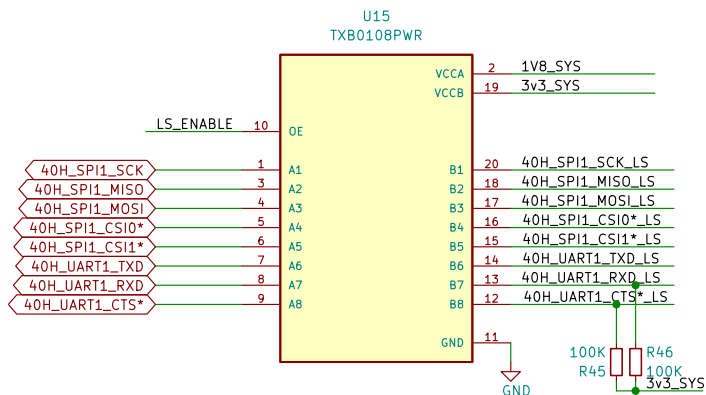 U15
TXB0108PWR
VCCA 2 1V8_SYS
VCCB 19 3v3_SYS
LS_ENABLE 10 OE
40H_SPI1_SCK 1 A1 B1 20 40H_SPI1_SCK_LS
40H_SPI1_MISO 3 A2 B2 18 40H_SPI1_MISO_LS
40H_SPI1_MOSI 4 A3 B3 17 40H_SPI1_MOSI_LS
40H_SPI1_CSI0* 5 A4 B4 16 40H_SPI1_CSI0*_LS
40H_SPI1_CSI1* 6 A5 B5 15 40H_SPI1_CSI1*_LS
40H_UART1_TXD 7 A6 B6 14 40H_UART1_TXD_LS
40H_UART1_RXD 8 A7 B7 13 40H_UART1_RXD_LS
40H_UART1_CTS* 9 A8 B8 12 40H_UART1_CTS*_LS
GND 11
100K R46
R45 100K
3v3_SYS
GND